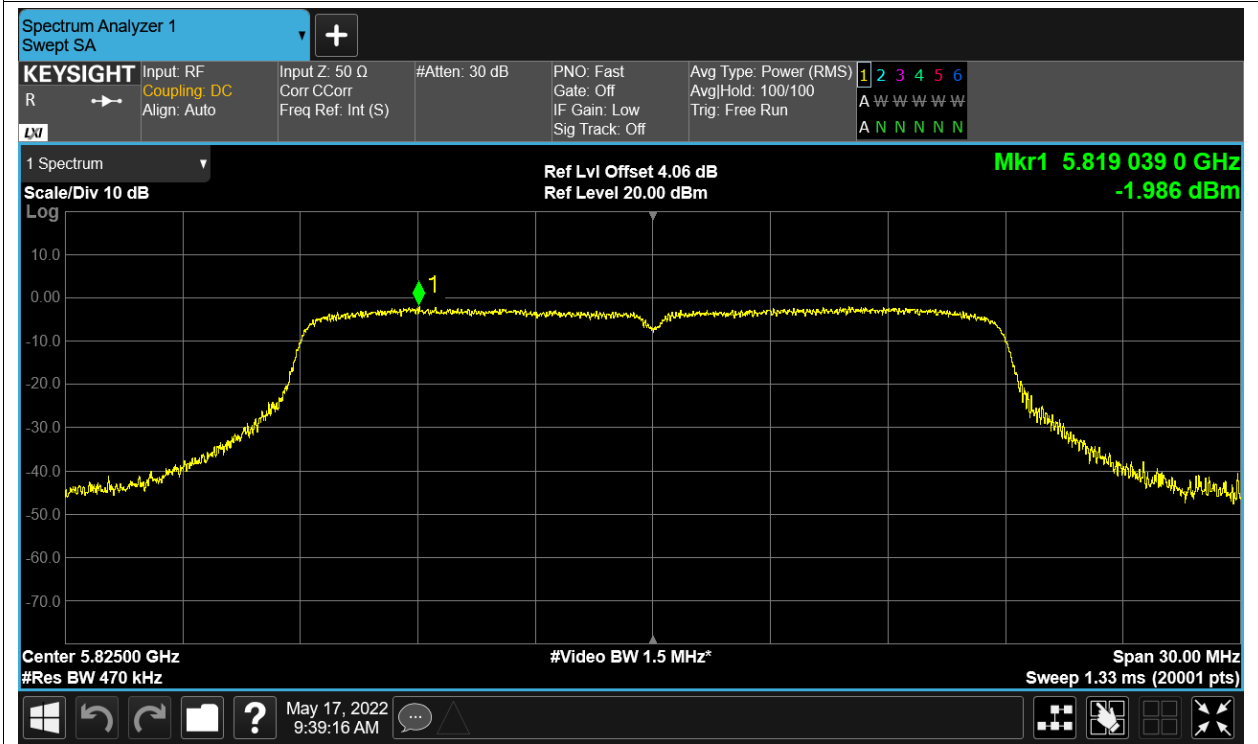 Spectrum Analyzer 1
Swept SA
+
KEYSIGHT
R
LXI
Input: RF
Coupling: DC
Align: Auto
Input Z: 50 Ω
Corr CCorr
Freq Ref: Int (S)
#Atten: 30 dB
PNO: Fast
Gate: Off
IF Gain: Low
Sig Track: Off
Avg Type: Power (RMS)
Avg|Hold: 100/100
Trig: Free Run
1 2 3 4 5 6
A W W W W W
A N N N N N
1 Spectrum
Scale/Div 10 dB
Ref Lvl Offset 4.06 dB
Ref Level 20.00 dBm
Mkr1 5.819 039 0 GHz
-1.986 dBm
Log
10.0
0.00
-10.0
-20.0
-30.0
-40.0
-50.0
-60.0
-70.0
1
Center 5.82500 GHz
#Res BW 470 kHz
#Video BW 1.5 MHz*
Span 30.00 MHz
Sweep 1.33 ms (20001 pts)
?
May 17, 2022
9:39:16 AM